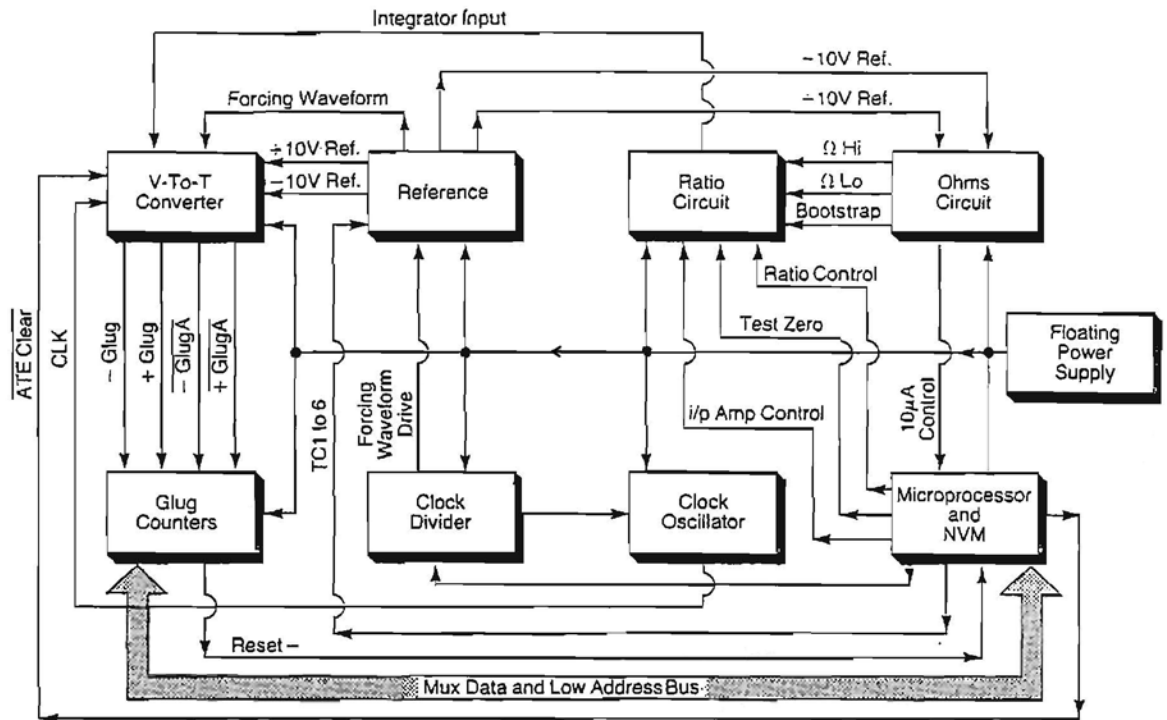 Integrator Input
−10V Ref.
Forcing Waveform
−10V Ref.
÷10V Ref.
−10V Ref.
V-To-T
Converter
Reference
Ratio
Circuit
Ω Hi
Ω Lo
Bootstrap
Ohms
Circuit
Ratio Control
Test Zero
Floating
Power
Supply
ATE Clear
CLK
− Glug
+ Glug
− GlugA
+ GlugA
TC1 to 6
Forcing
Waveform
Drive
i/p Amp Control
10µA
Control
Glug
Counters
Clock
Divider
Clock
Oscillator
Microprocessor
and
NVM
Reset −
Mux Data and Low Address Bus